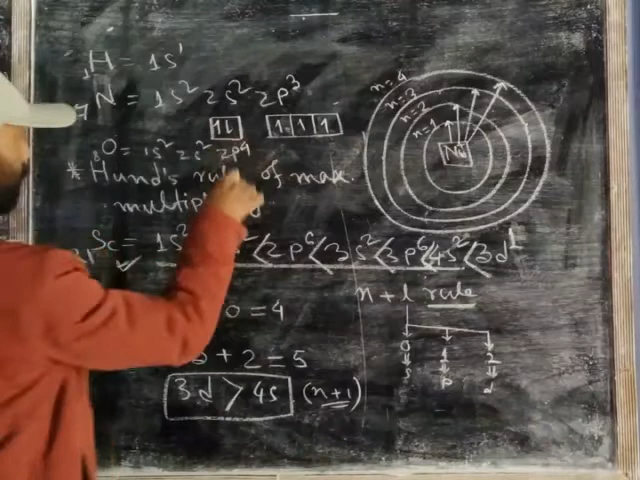 ₁H = 1s¹
₇N = 1s² 2s² 2p³
1L 1 1 1
₈O = 1s² 2s² 2p⁴
* Hund's rule of max.
₂₁Sc = 1s² < 2p⁶ < 3s² < 3p⁶ < 4s² < 3d¹
0 = 4
+ 2 = 5
3d > 4s (n+1)
n=4
n=3
n=2
n=1
n + l rule
0 1 2
s p d